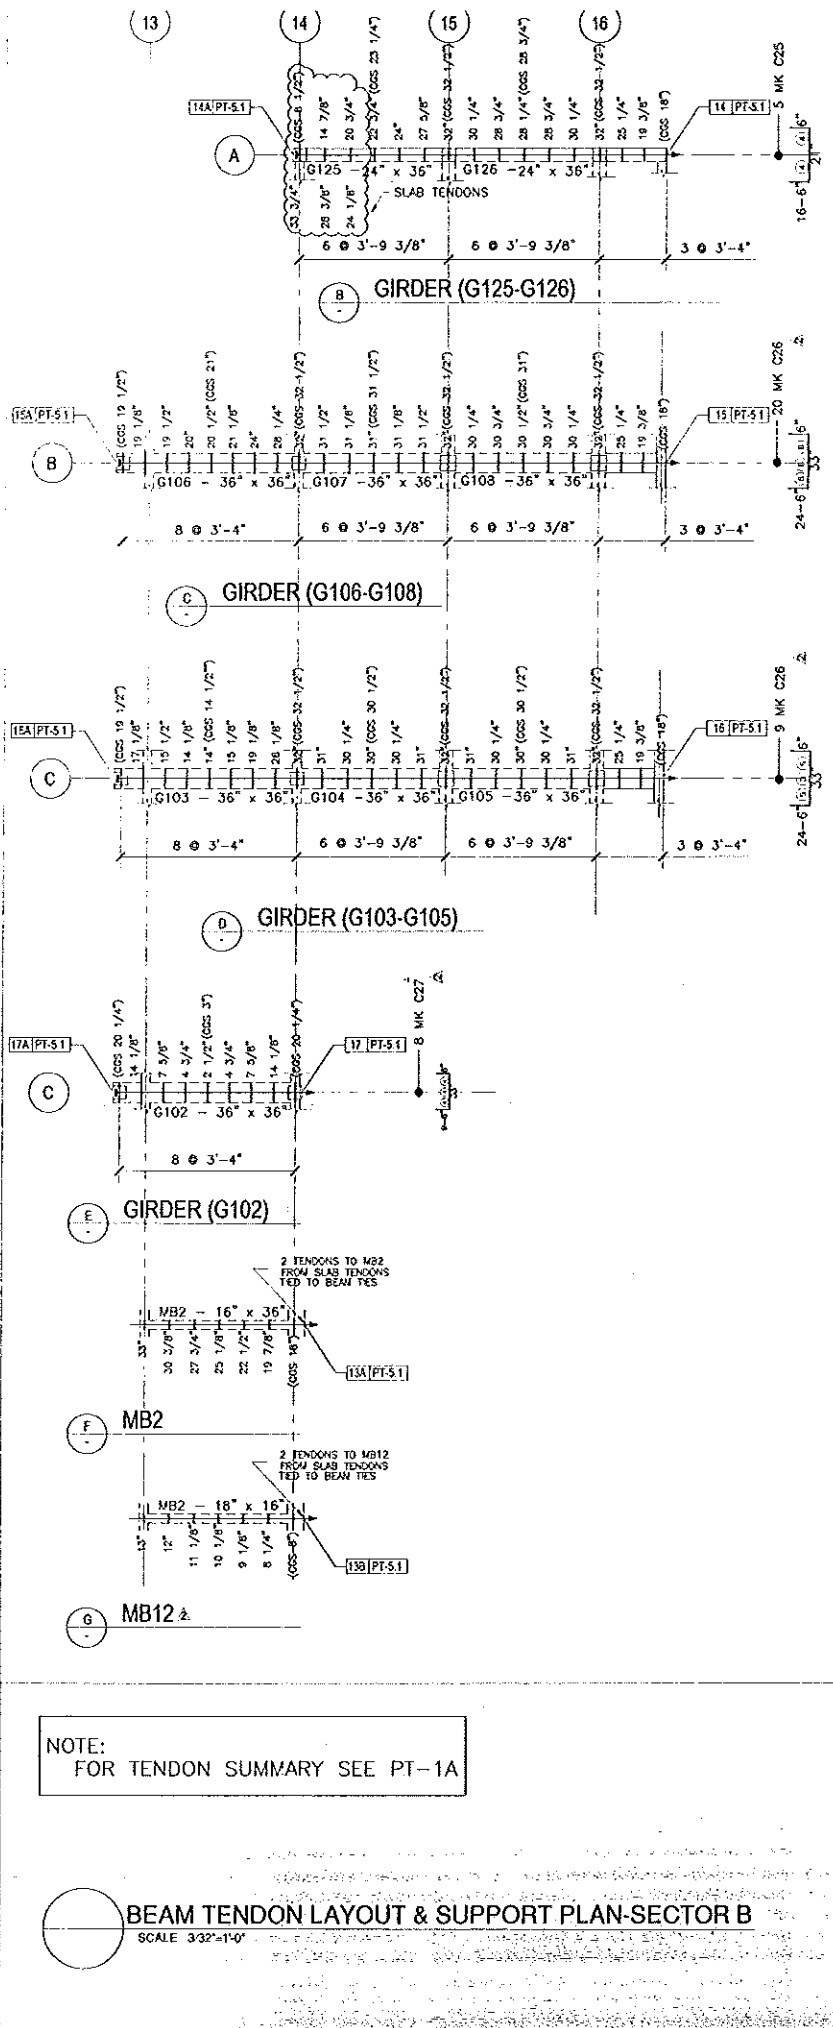 13
14
15
16
14A PT-5.1
(CGS 8 1/2")
14 7/8"
20 3/4"
22 3/4" (CGS 23 1/4")
24"
27 5/8"
32" (CGS 32-1/2")
30 1/4"
28 3/4"
28 1/4" (CGS 28 3/4")
28 3/4"
30 1/4"
32" (CGS 32-1/2")
25 1/4"
19 3/8"
(CGS 18")
14 PT-5.1
5 MK C25
A
G125 -24" x 36"
G126 -24" x 36"
33 3/4"
24 1/8"
SLAB TENDONS
6"
21"
16-6"
6 @ 3'-9 3/8"
6 @ 3'-9 3/8"
3 @ 3'-4"
B
-
GIRDER (G125-G126)
15A PT-5.1
(CGS 19 1/2")
19 1/8"
19 1/2"
20"
20 1/2" (CGS 21")
21 1/8"
24"
28 1/4"
32" (CGS 32-1/2")
31 1/2"
31 1/8"
31" (CGS 31 1/2")
31 1/8"
31 1/2"
32" (CGS 32-1/2")
30 1/4"
30 3/4"
30 1/2" (CGS 31")
30 3/4"
30 1/4"
32" (CGS 32-1/2")
25 1/4"
19 3/8"
(CGS 18")
15 PT-5.1
20 MK C26
2
B
G106 - 36" x 36"
G107 -36" x 36"
G108 -36" x 36"
6"
33"
24-6"
8 @ 3'-4"
6 @ 3'-9 3/8"
6 @ 3'-9 3/8"
3 @ 3'-4"
C
-
GIRDER (G106-G108)
16A PT-5.1
(CGS 19 1/2")
17 1/8"
15 1/2"
14 1/8"
14" (CGS 14 1/2")
15 1/8"
19 1/8"
26 1/8"
32" (CGS 32-1/2")
31"
30 1/4"
30" (CGS 30 1/2")
30 1/4"
31"
32" (CGS 32-1/2")
31"
30 1/4"
30" (CGS 30 1/2")
30 1/4"
31"
32" (CGS 32-1/2")
25 1/4"
19 3/8"
(CGS 18")
16 PT-5.1
9 MK C26
2
C
G103 - 36" x 36"
G104 -36" x 36"
G105 -36" x 36"
6"
33"
24-6"
8 @ 3'-4"
6 @ 3'-9 3/8"
6 @ 3'-9 3/8"
3 @ 3'-4"
D
-
GIRDER (G103-G105)
17A PT-5.1
(CGS 20 1/4")
14 1/8"
7 5/8"
4 3/4"
2 1/2" (CGS 3")
4 3/4"
7 5/8"
14 1/8"
(CGS 20 1/4")
17 PT-5.1
8 MK C27
2
C
G102 - 36" x 36"
8 @ 3'-4"
E
-
GIRDER (G102)
2 TENDONS TO MB2
FROM SLAB TENDONS
TIED TO BEAM TIES
MB2 - 16" x 36"
33"
30 3/8"
27 3/4"
25 1/8"
22 1/2"
19 7/8"
(CGS 18")
13A PT-5.1
F
-
MB2
2 TENDONS TO MB12
FROM SLAB TENDONS
TIED TO BEAM TIES
MB2 - 18" x 16"
13"
12"
11 1/8"
10 1/8"
9 1/8"
8 1/4"
(CGS-8")
13B PT-5.1
G
-
MB12 2
NOTE:
FOR TENDON SUMMARY SEE PT-1A
BEAM TENDON LAYOUT & SUPPORT PLAN-SECTOR B
SCALE 3/32"=1'-0"